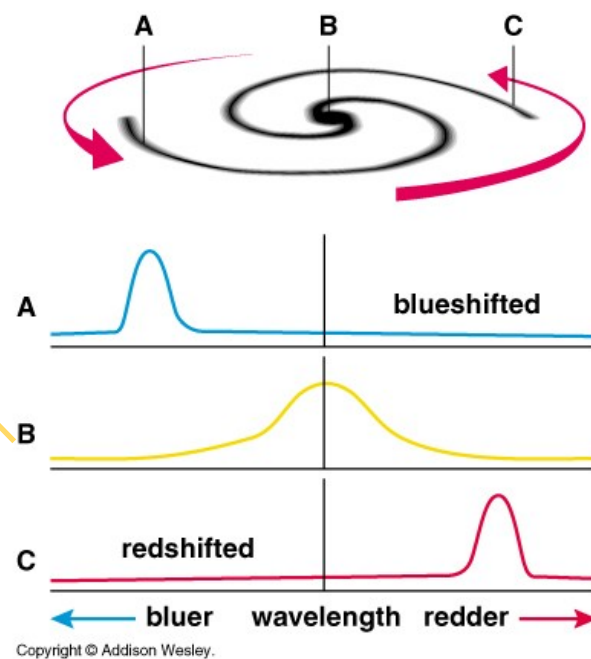 A B C
A blueshifted
B
C redshifted
bluer wavelength redder
Copyright © Addison Wesley.